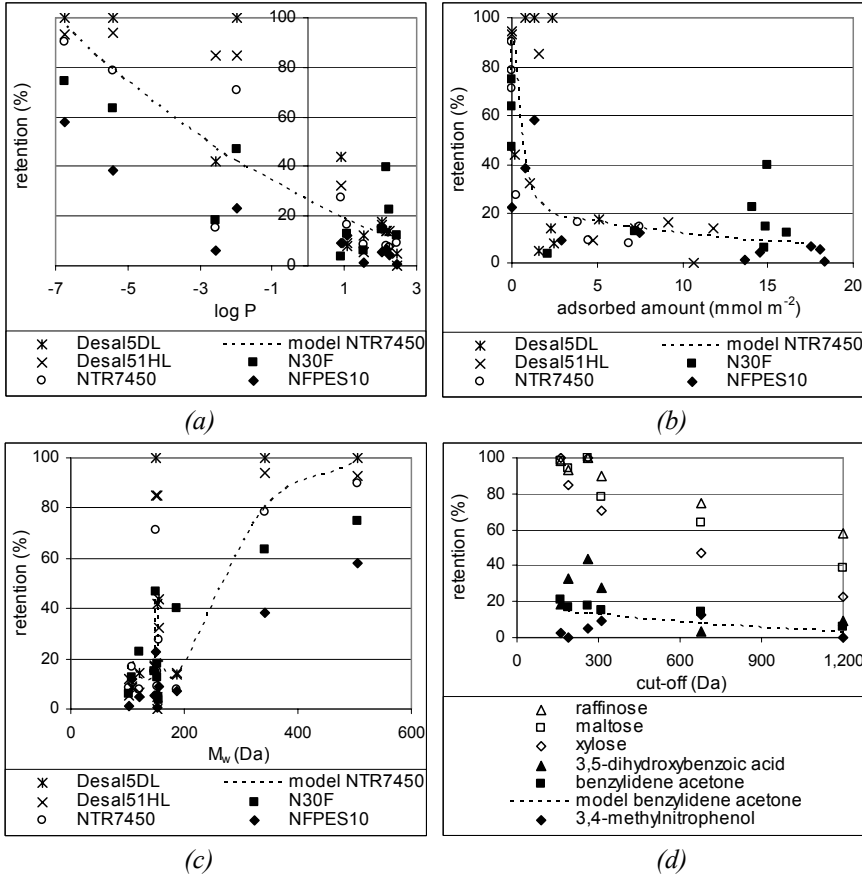 100
80
60
40
20
0
retention (%)
-7 -5 -3 -1 1 3
log P
Desal5DL model NTR7450
Desal51HL N30F
NTR7450 NFPES10
(a)
100
80
60
40
20
0
retention (%)
0 5 10 15 20
adsorbed amount (mmol m⁻²)
Desal5DL model NTR7450
Desal51HL N30F
NTR7450 NFPES10
(b)
100
80
60
40
20
0
retention (%)
0 200 400 600
Mw (Da)
Desal5DL model NTR7450
Desal51HL N30F
NTR7450 NFPES10
(c)
100
80
60
40
20
0
retention (%)
0 300 600 900 1,200
cut-off (Da)
raffinose
maltose
xylose
3,5-dihydroxybenzoic acid
benzylidene acetone
model benzylidene acetone
3,4-methylnitrophenol
(d)